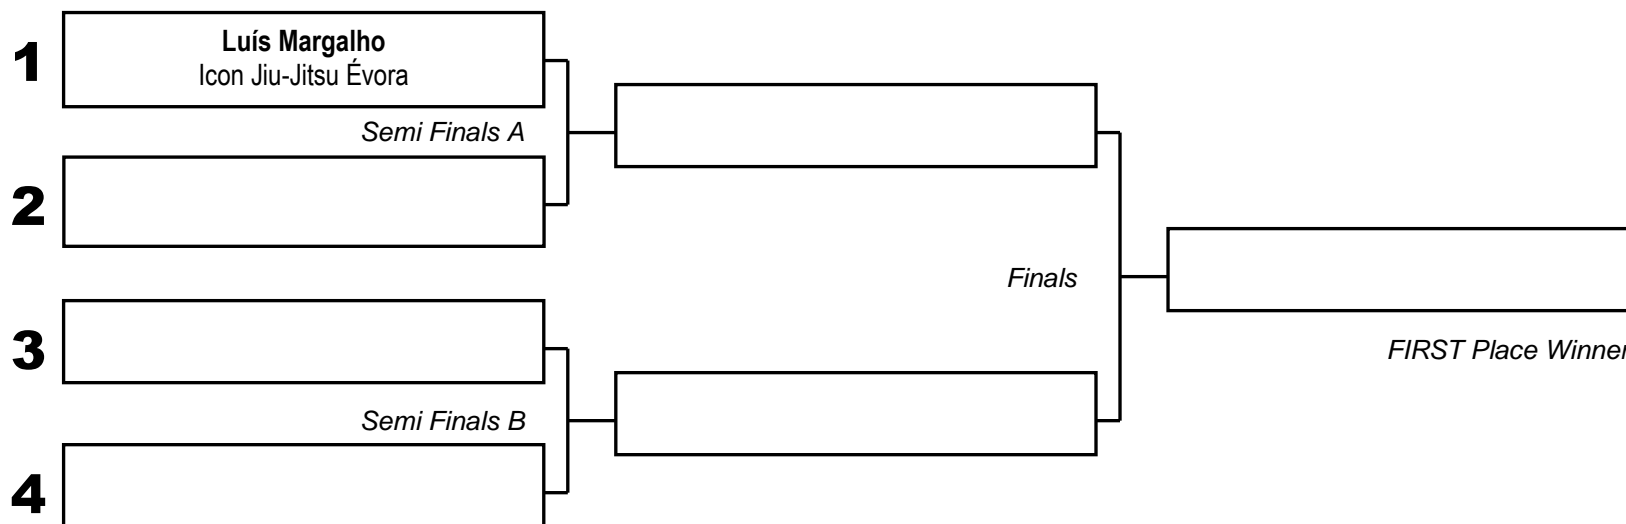 1
Luís Margalho
Icon Jiu-Jitsu Évora
Semi Finals A
2
Finals
3
FIRST Place Winner
Semi Finals B
4